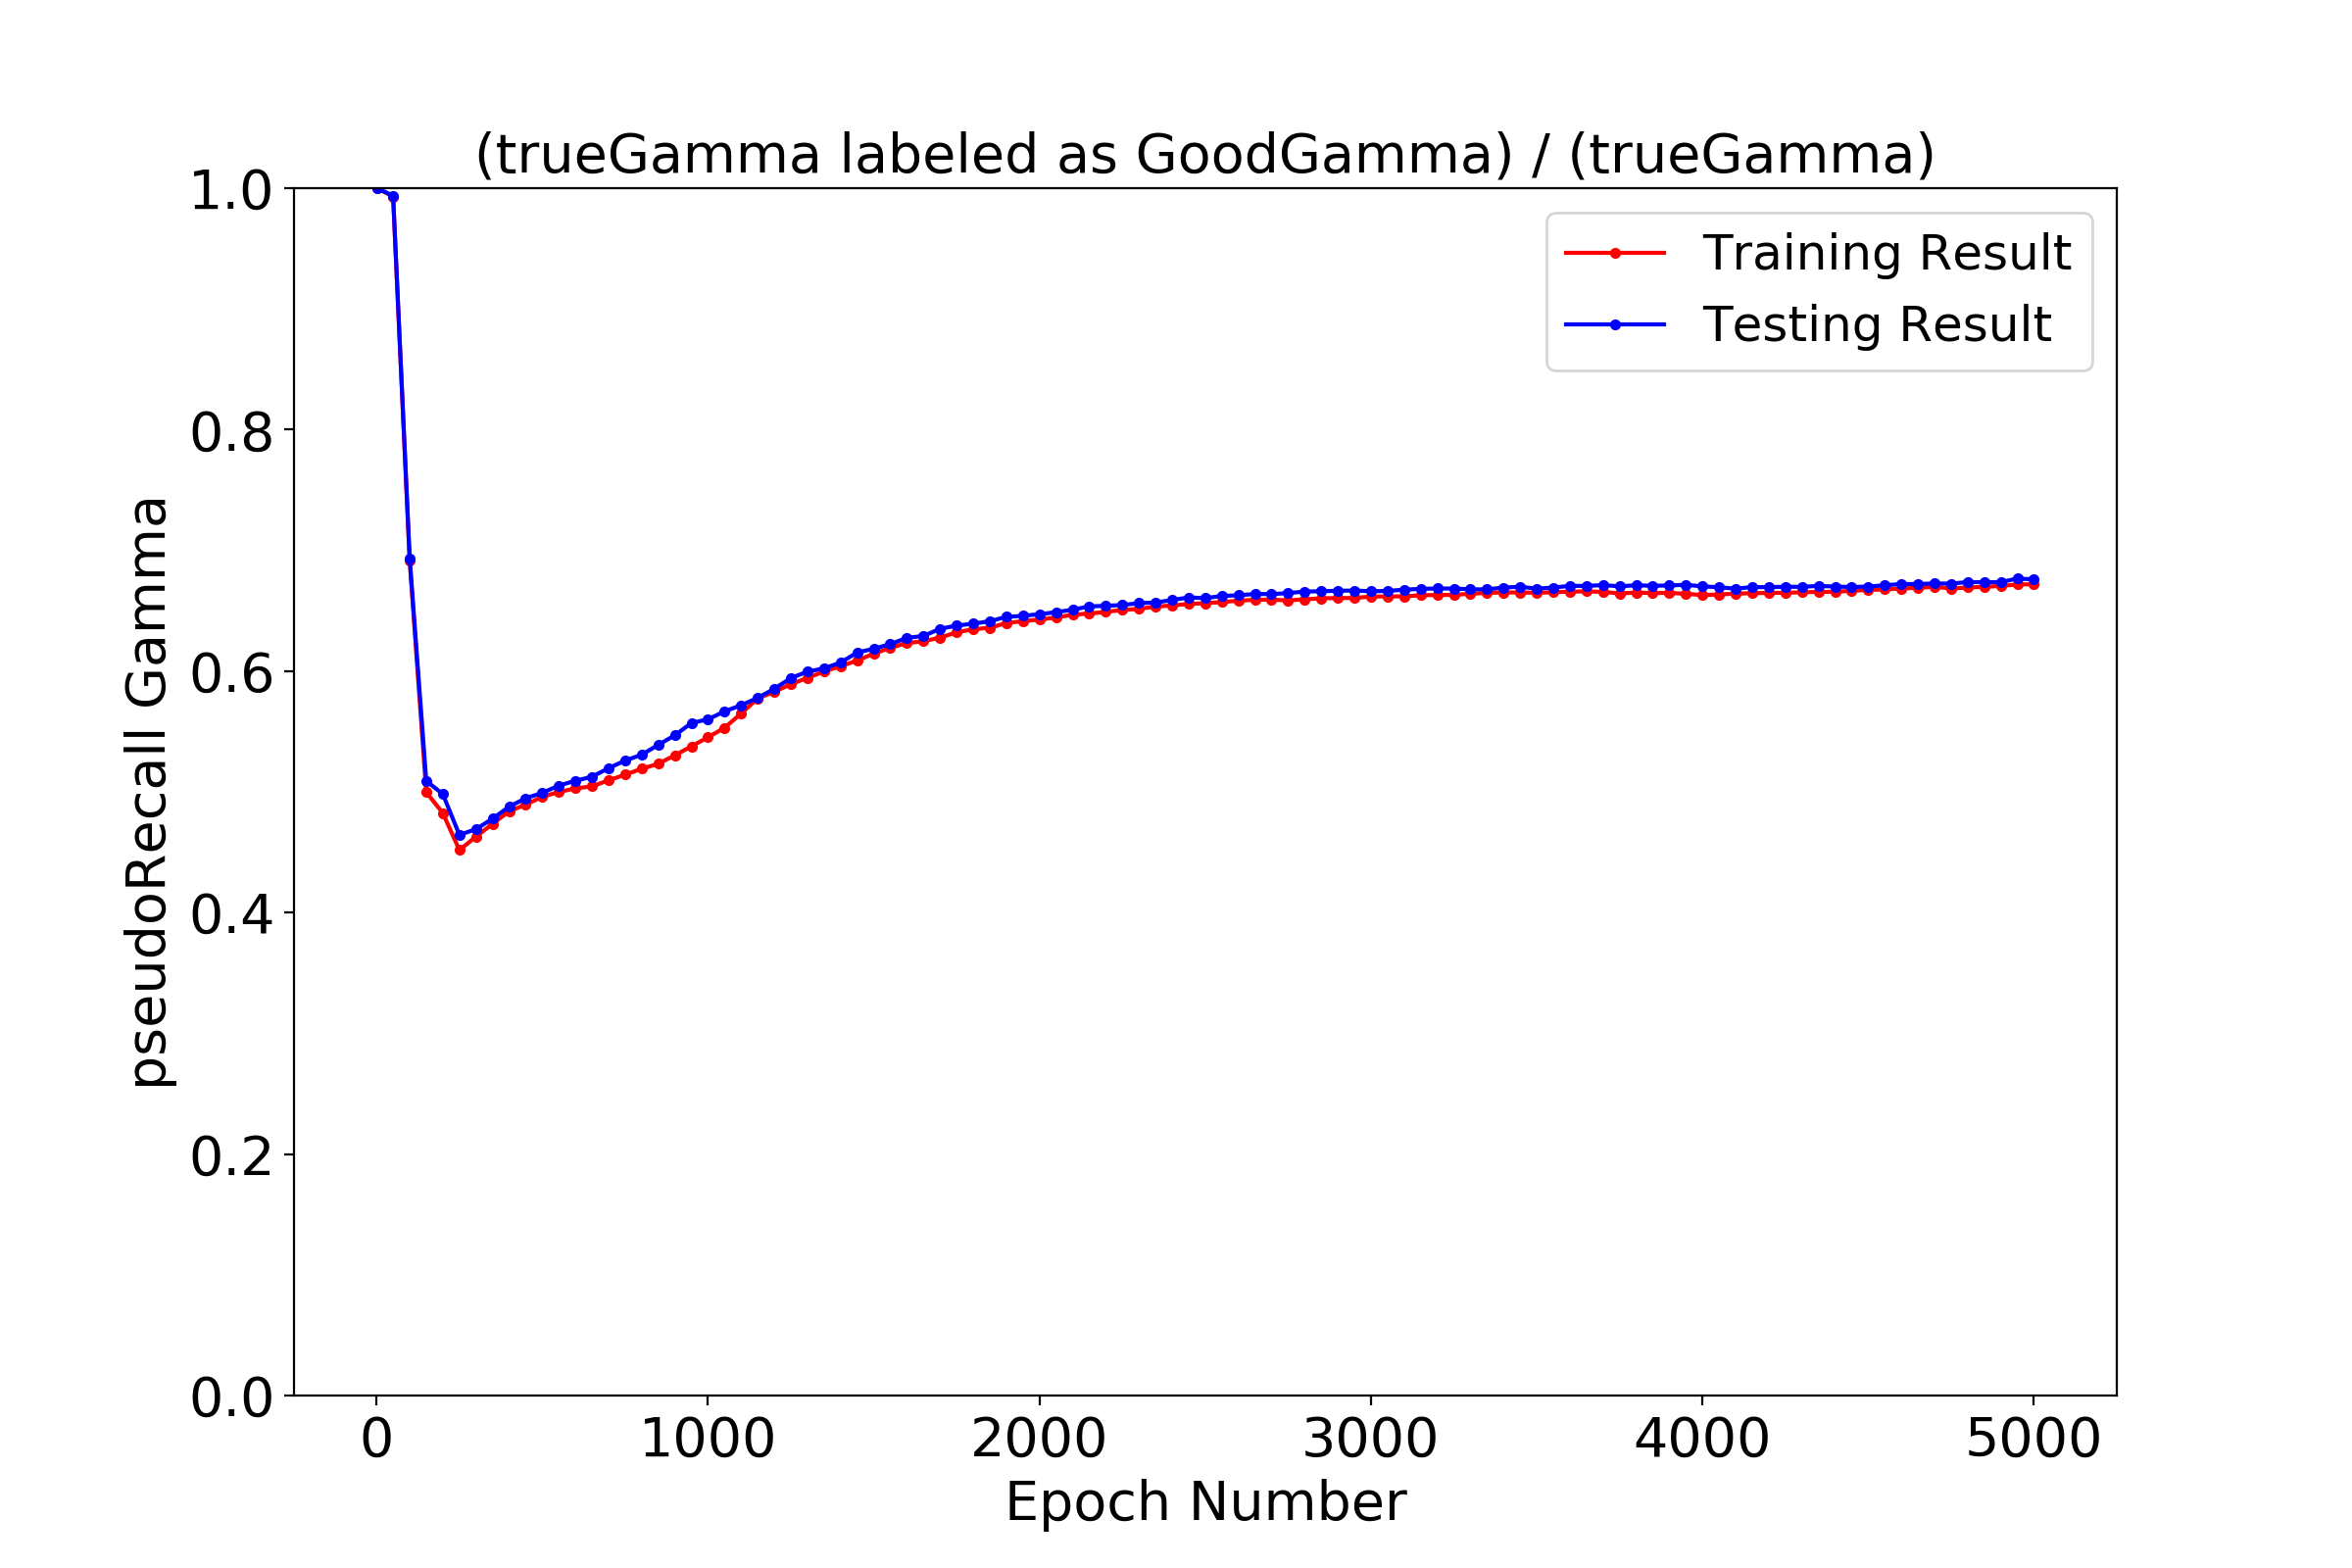 (trueGamma labeled as GoodGamma) / (trueGamma)
Training Result
Testing Result
pseudoRecall Gamma
1.0
0.8
0.6
0.4
0.2
0.0
0 1000 2000 3000 4000 5000
Epoch Number